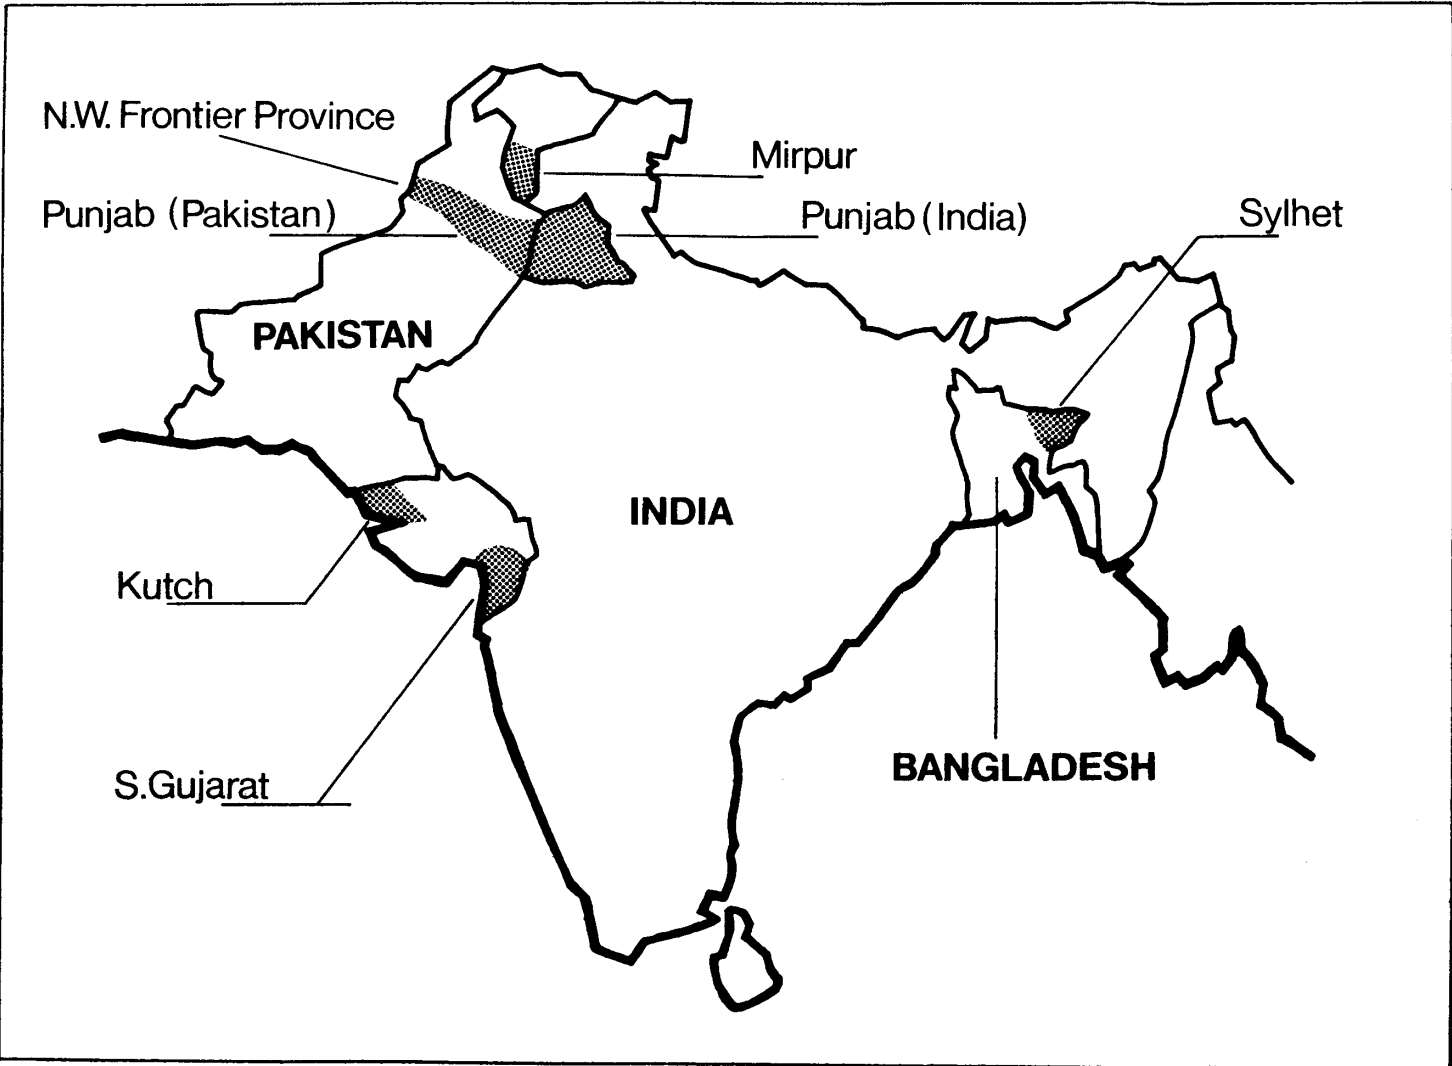 N.W. Frontier Province
Mirpur
Punjab (Pakistan)
Punjab (India)
Sylhet
PAKISTAN
INDIA
Kutch
S.Gujarat
BANGLADESH